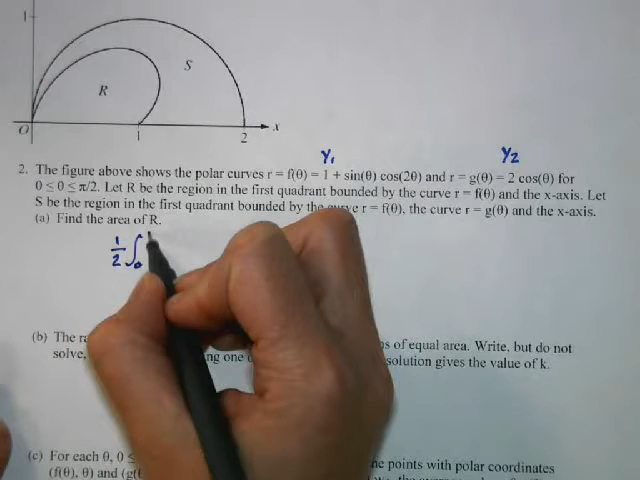 1
S
R
O
1
2
x
Y1
Y2
2. The figure above shows the polar curves r = f(θ) = 1 + sin(θ) cos(2θ) and r = g(θ) = 2 cos(θ) for
0 ≤ θ ≤ π/2. Let R be the region in the first quadrant bounded by the curve r = f(θ) and the x-axis. Let
S be the region in the first quadrant bounded by the curve r = f(θ), the curve r = g(θ) and the x-axis.
(a) Find the area of R.
1/2 ∫ 0
(b) The of equal area. Write, but do not
solve, one solution gives the value of k.
(c) For each θ, 0 ≤ points with polar coordinates
(f(θ), θ) and